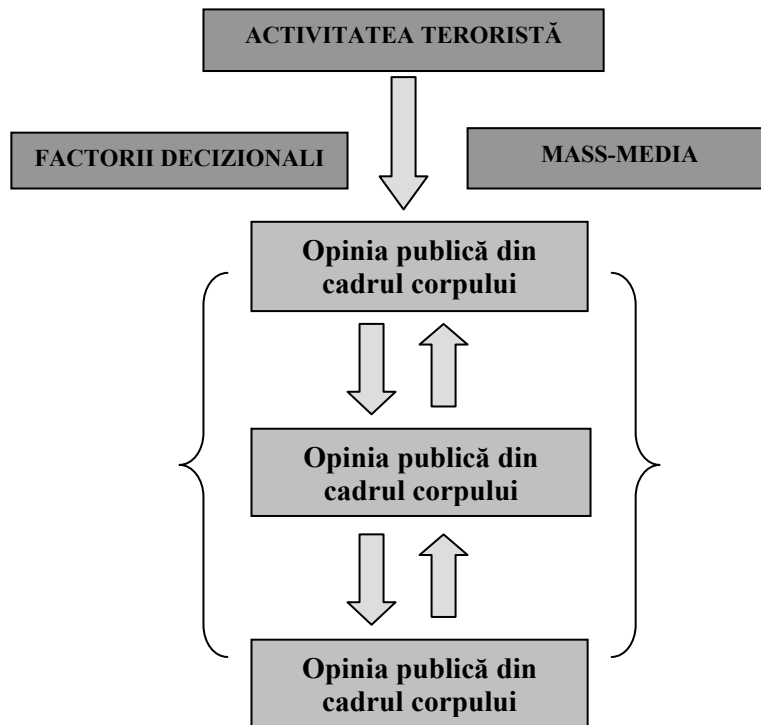 ACTIVITATEA TERORISTĂ
FACTORII DECIZIONALI
MASS-MEDIA
Opinia publică din
cadrul corpului
Opinia publică din
cadrul corpului
Opinia publică din
cadrul corpului